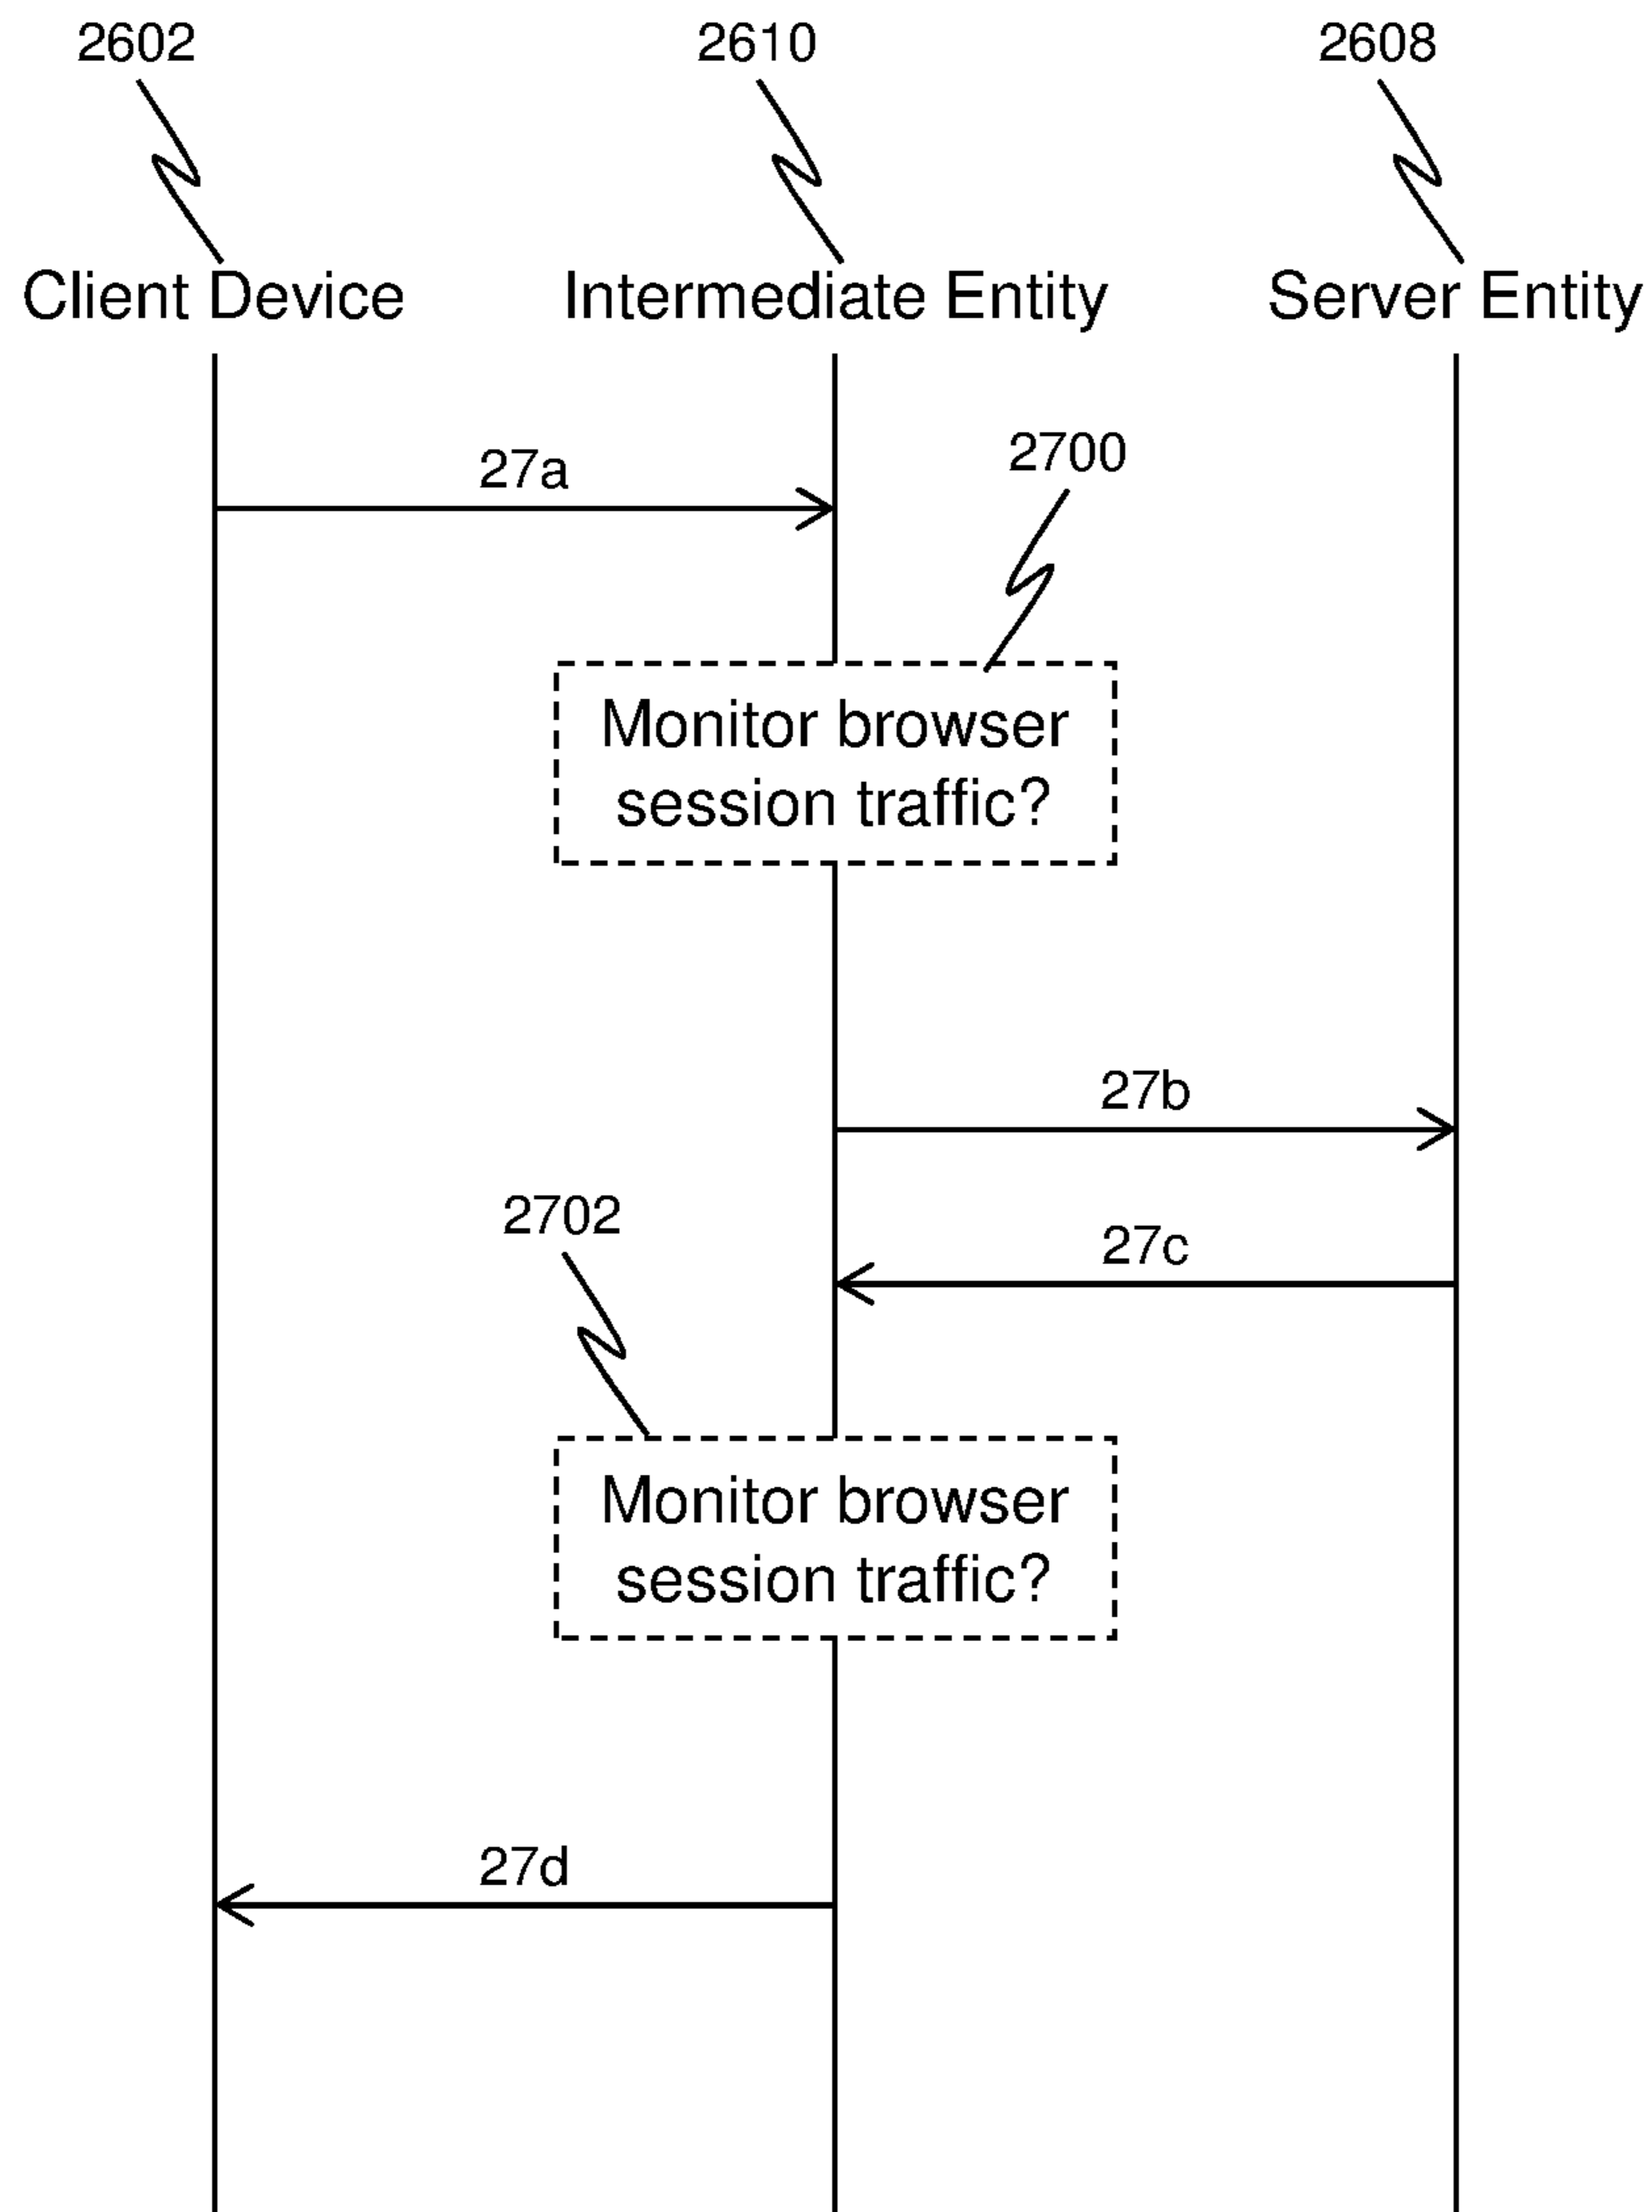 2602
2610
2608
Client Device
Intermediate Entity
Server Entity
27a
2700
Monitor browser
session traffic?
27b
2702
27c
Monitor browser
session traffic?
27d